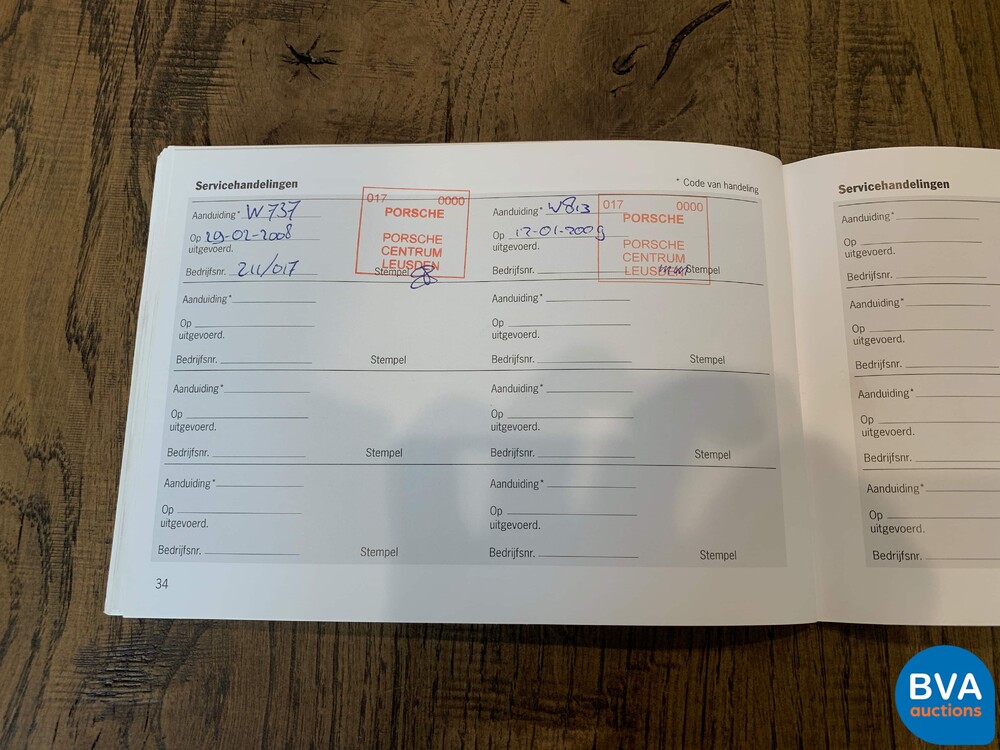 Servicehandelingen
* Code van handeling
Aanduiding* W737
Op 29-02-2008
uitgevoerd.
Bedrijfsnr. 211/017
Stempel
017 0000
PORSCHE
PORSCHE
CENTRUM
LEUSDEN
Aanduiding* W813
Op 12-01-2009
uitgevoerd.
Bedrijfsnr.
Stempel
017 0000
PORSCHE
PORSCHE
CENTRUM
LEUSDEN
Aanduiding*
Op
uitgevoerd.
Bedrijfsnr. Stempel
Aanduiding*
Op
uitgevoerd.
Bedrijfsnr. Stempel
Aanduiding*
Op
uitgevoerd.
Bedrijfsnr. Stempel
Aanduiding*
Op
uitgevoerd.
Bedrijfsnr. Stempel
Aanduiding*
Op
uitgevoerd.
Bedrijfsnr. Stempel
Aanduiding*
Op
uitgevoerd.
Bedrijfsnr. Stempel
34
Servicehandelingen
Aanduiding*
Op
uitgevoerd.
Bedrijfsnr.
Aanduiding*
Op
uitgevoerd.
Bedrijfsnr.
Aanduiding*
Op
uitgevoerd.
Bedrijfsnr.
Aanduiding*
Op
uitgevoerd.
Bedrijfsnr.
BVA
auctions